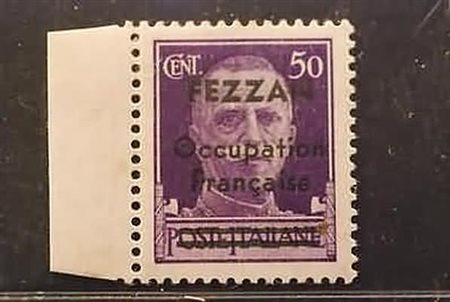 CENT. 50
FEZZAN
Occupation
Française
POSTE ITALIANE